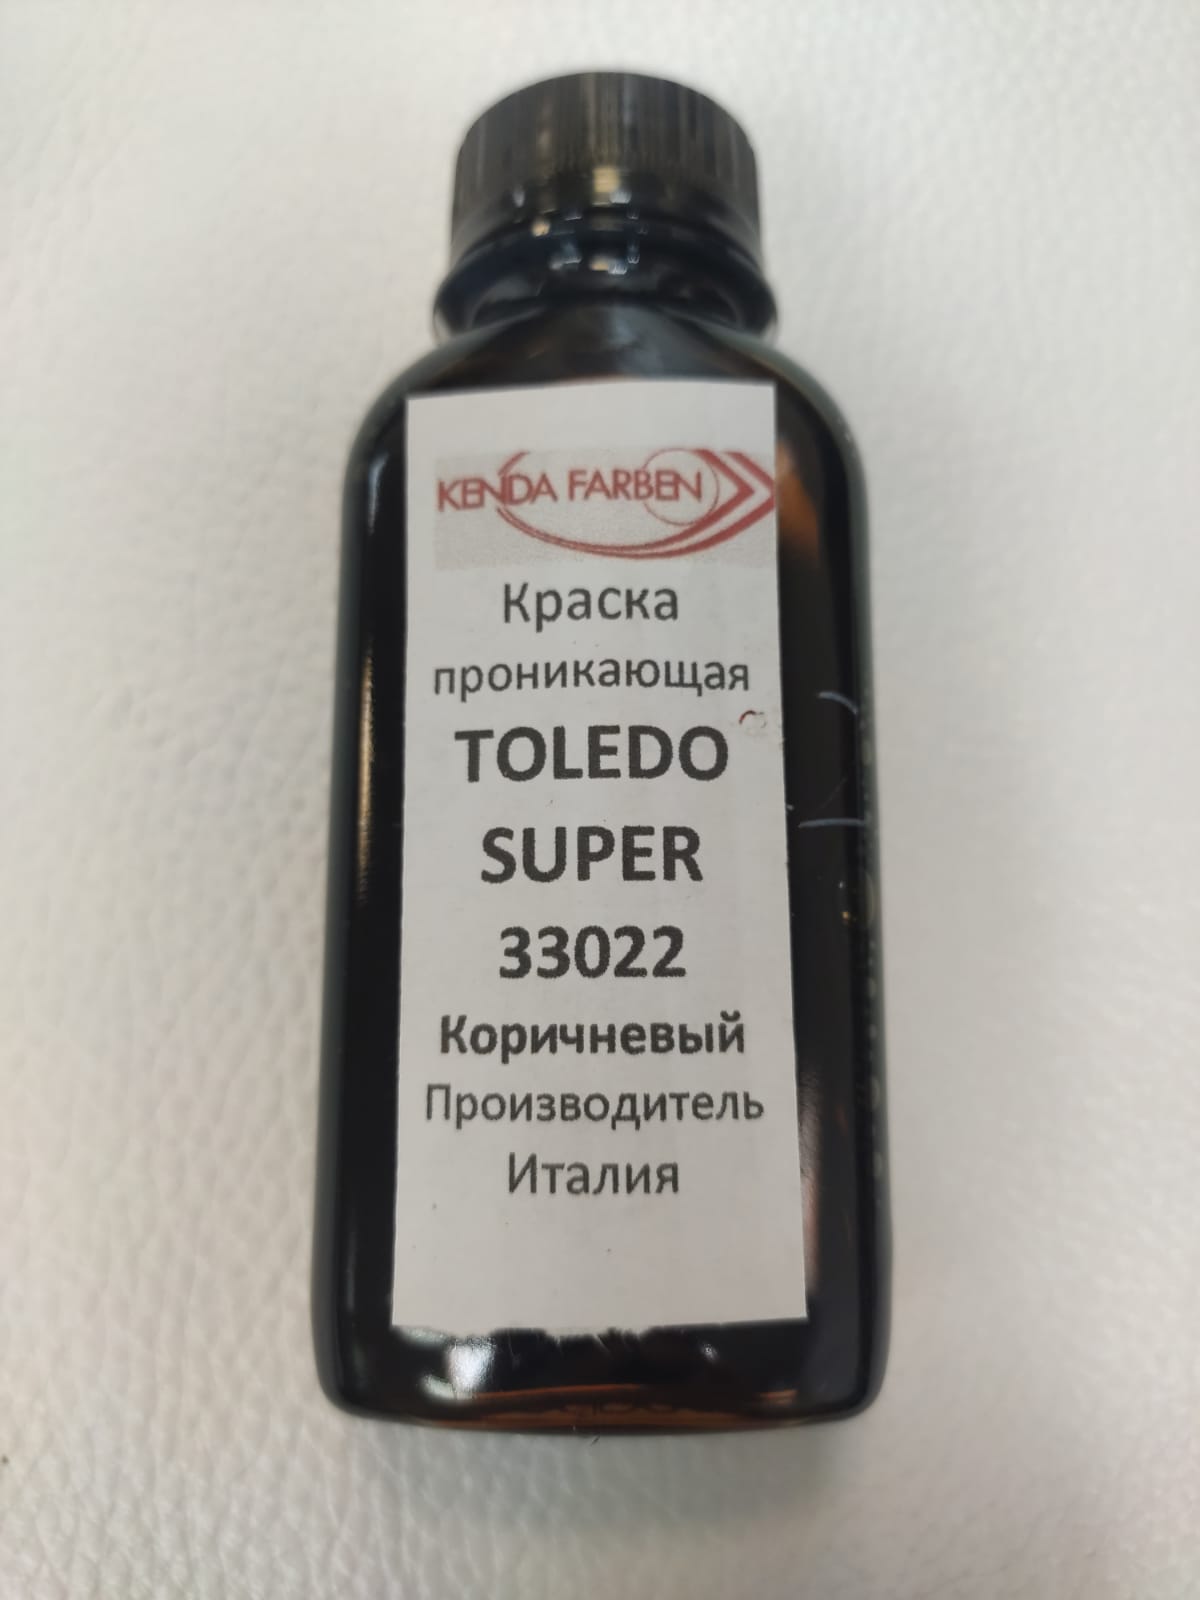 KENDA FARBEN
Краска
проникающая
TOLEDO
SUPER
33022
Коричневый
Производитель
Италия